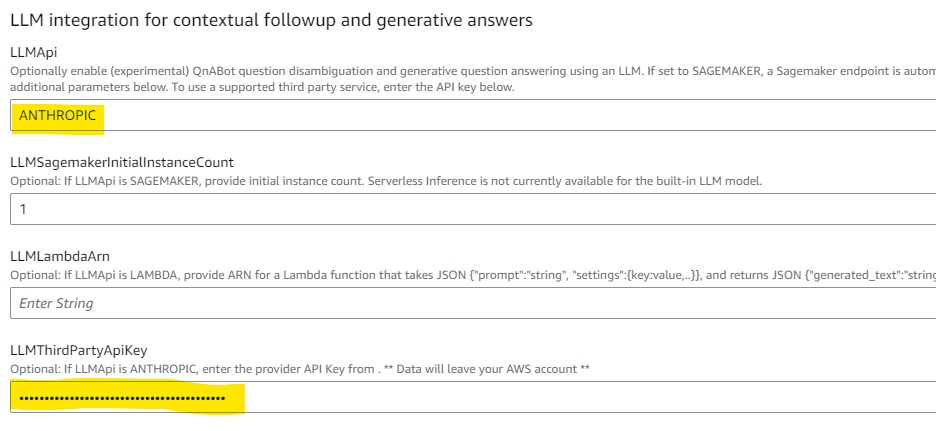 LLM integration for contextual followup and generative answers
LLMApi
Optionally enable (experimental) QnABot question disambiguation and generative question answering using an LLM. If set to SAGEMAKER, a Sagemaker endpoint is autom
additional parameters below. To use a supported third party service, enter the API key below.
ANTHROPIC
LLMSagemakerInitialInstanceCount
Optional: If LLMApi is SAGEMAKER, provide initial instance count. Serverless Inference is not currently available for the built-in LLM model.
1
LLMLambdaArn
Optional: If LLMApi is LAMBDA, provide ARN for a Lambda function that takes JSON {"prompt":"string", "settings":{key:value,..}}, and returns JSON {"generated_text":"string
Enter String
LLMThirdPartyApiKey
Optional: If LLMApi is ANTHROPIC, enter the provider API Key from . ** Data will leave your AWS account **